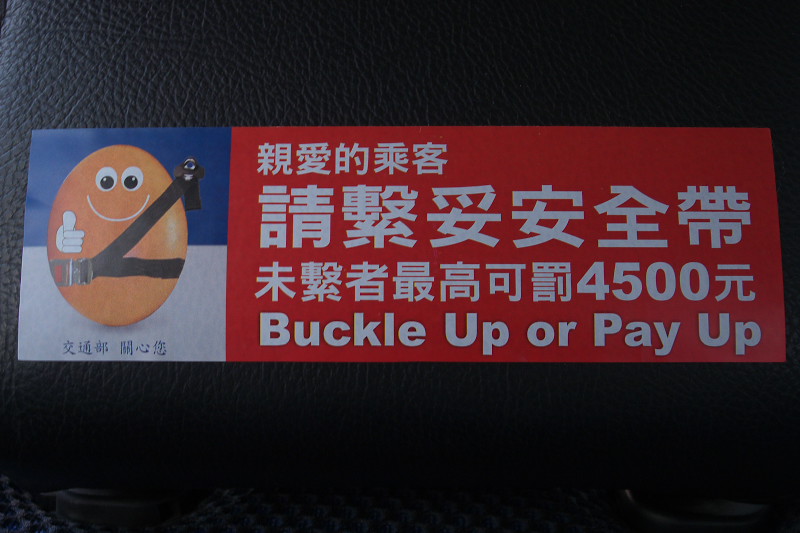 親愛的乘客
請繫妥安全帶
未繫者最高可罰4500元
Buckle Up or Pay Up
交通部 關心您